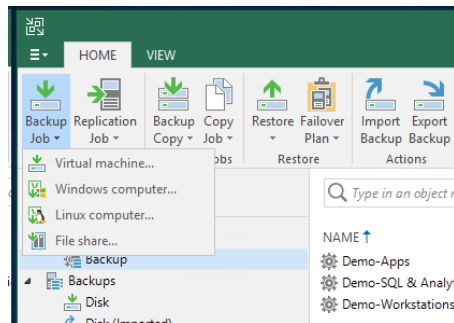 HOME VIEW
Backup Job Replication Job Backup Copy Copy Job Restore Failover Plan Import Backup Export Backup
Restore Actions
Virtual machine...
Windows computer...
Linux computer...
File share...
Type in an object
NAME
Backup
Demo-Apps
Backups
Demo-SQL & Analy
Disk
Demo-Workstations
Disk (Imported)